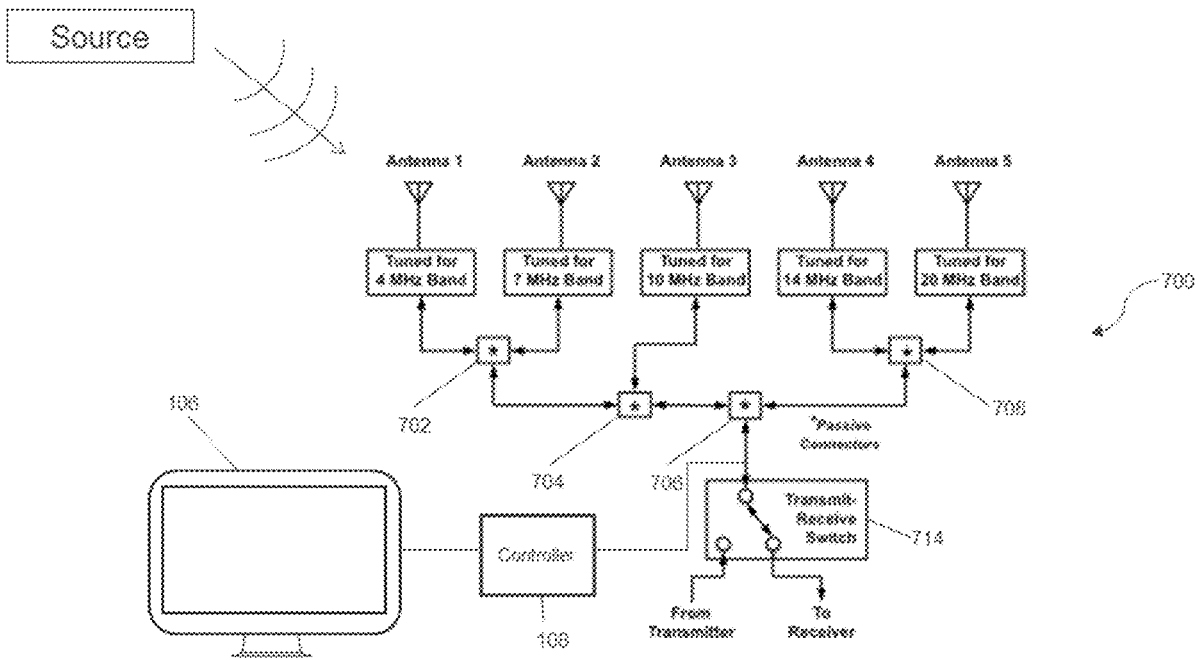 Source
Antenna 1
Antenna 2
Antenna 3
Antenna 4
Antenna 5
Tuned for
4 MHz Band
Tuned for
7 MHz Band
Tuned for
10 MHz Band
Tuned for
14 MHz Band
Tuned for
20 MHz Band
700
*
*
702
708
*
*
*Passive
Connectors
106
704
706
Transmit-
Receive
Switch
714
Controller
108
From
Transmitter
To
Receiver